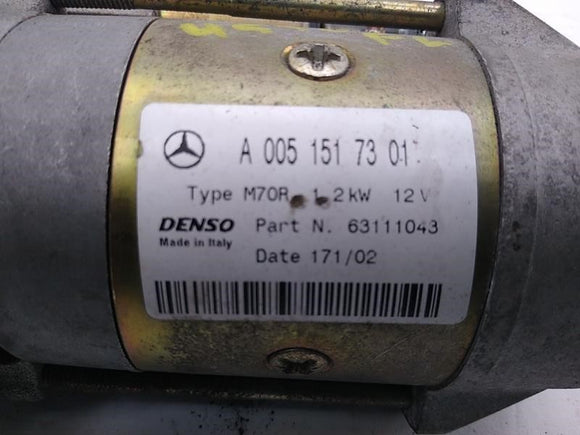 A 005 151 73 01
Type M70R 1.2kW 12V
DENSO Part N. 63111043
Made in Italy
Date 171/02